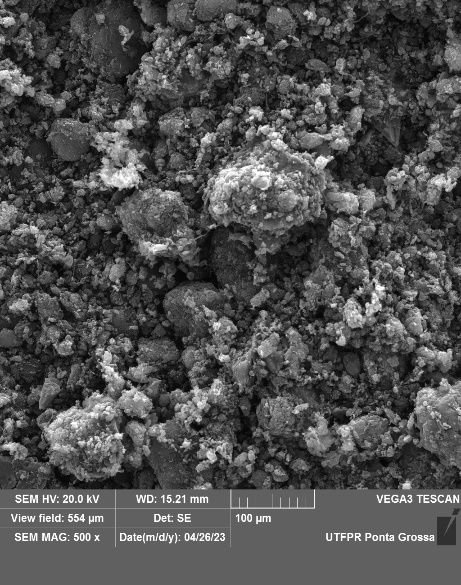 SEM HV: 20.0 kV WD: 15.21 mm VEGA3 TESCAN
View field: 554 µm Det: SE 100 µm
SEM MAG: 500 x Date(m/d/y): 04/26/23 UTFPR Ponta Grossa